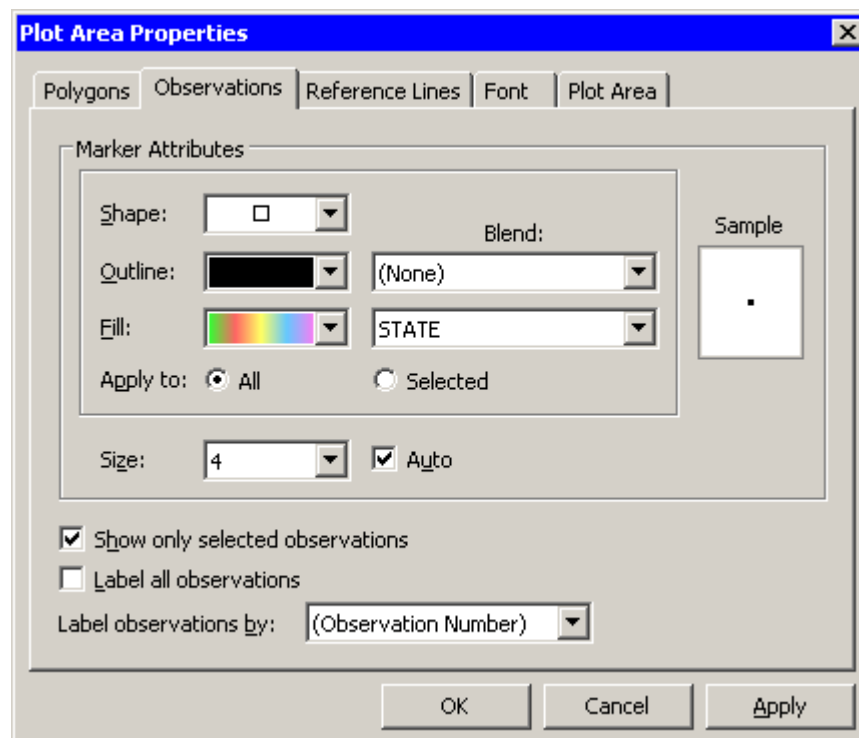 Plot Area Properties
Polygons Observations Reference Lines Font Plot Area
Marker Attributes
Shape:
Blend:
Sample
Outline: (None)
Fill: STATE
Apply to: All Selected
Size: 4 Auto
Show only selected observations
Label all observations
Label observations by: (Observation Number)
OK Cancel Apply